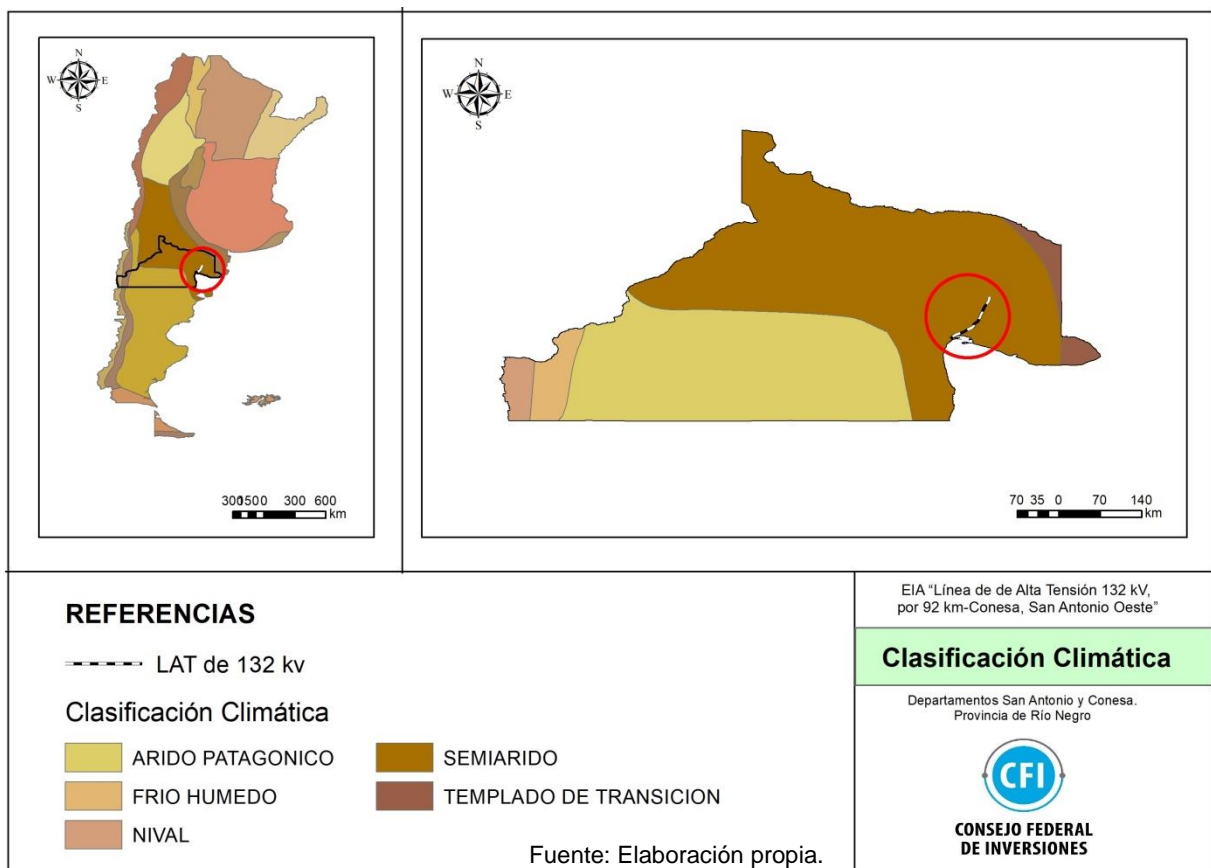 N
W E
S
300 150 0 300 600
km
N
W E
S
70 35 0 70 140
km
REFERENCIAS
LAT de 132 kv
Clasificación Climática
ARIDO PATAGONICO
FRIO HUMEDO
NIVAL
SEMIARIDO
TEMPLADO DE TRANSICION
Fuente: Elaboración propia.
EIA “Línea de de Alta Tensión 132 kV,
por 92 km-Conesa, San Antonio Oeste”
Clasificación Climática
Departamentos San Antonio y Conesa.
Provincia de Río Negro
CFI
CONSEJO FEDERAL
DE INVERSIONES